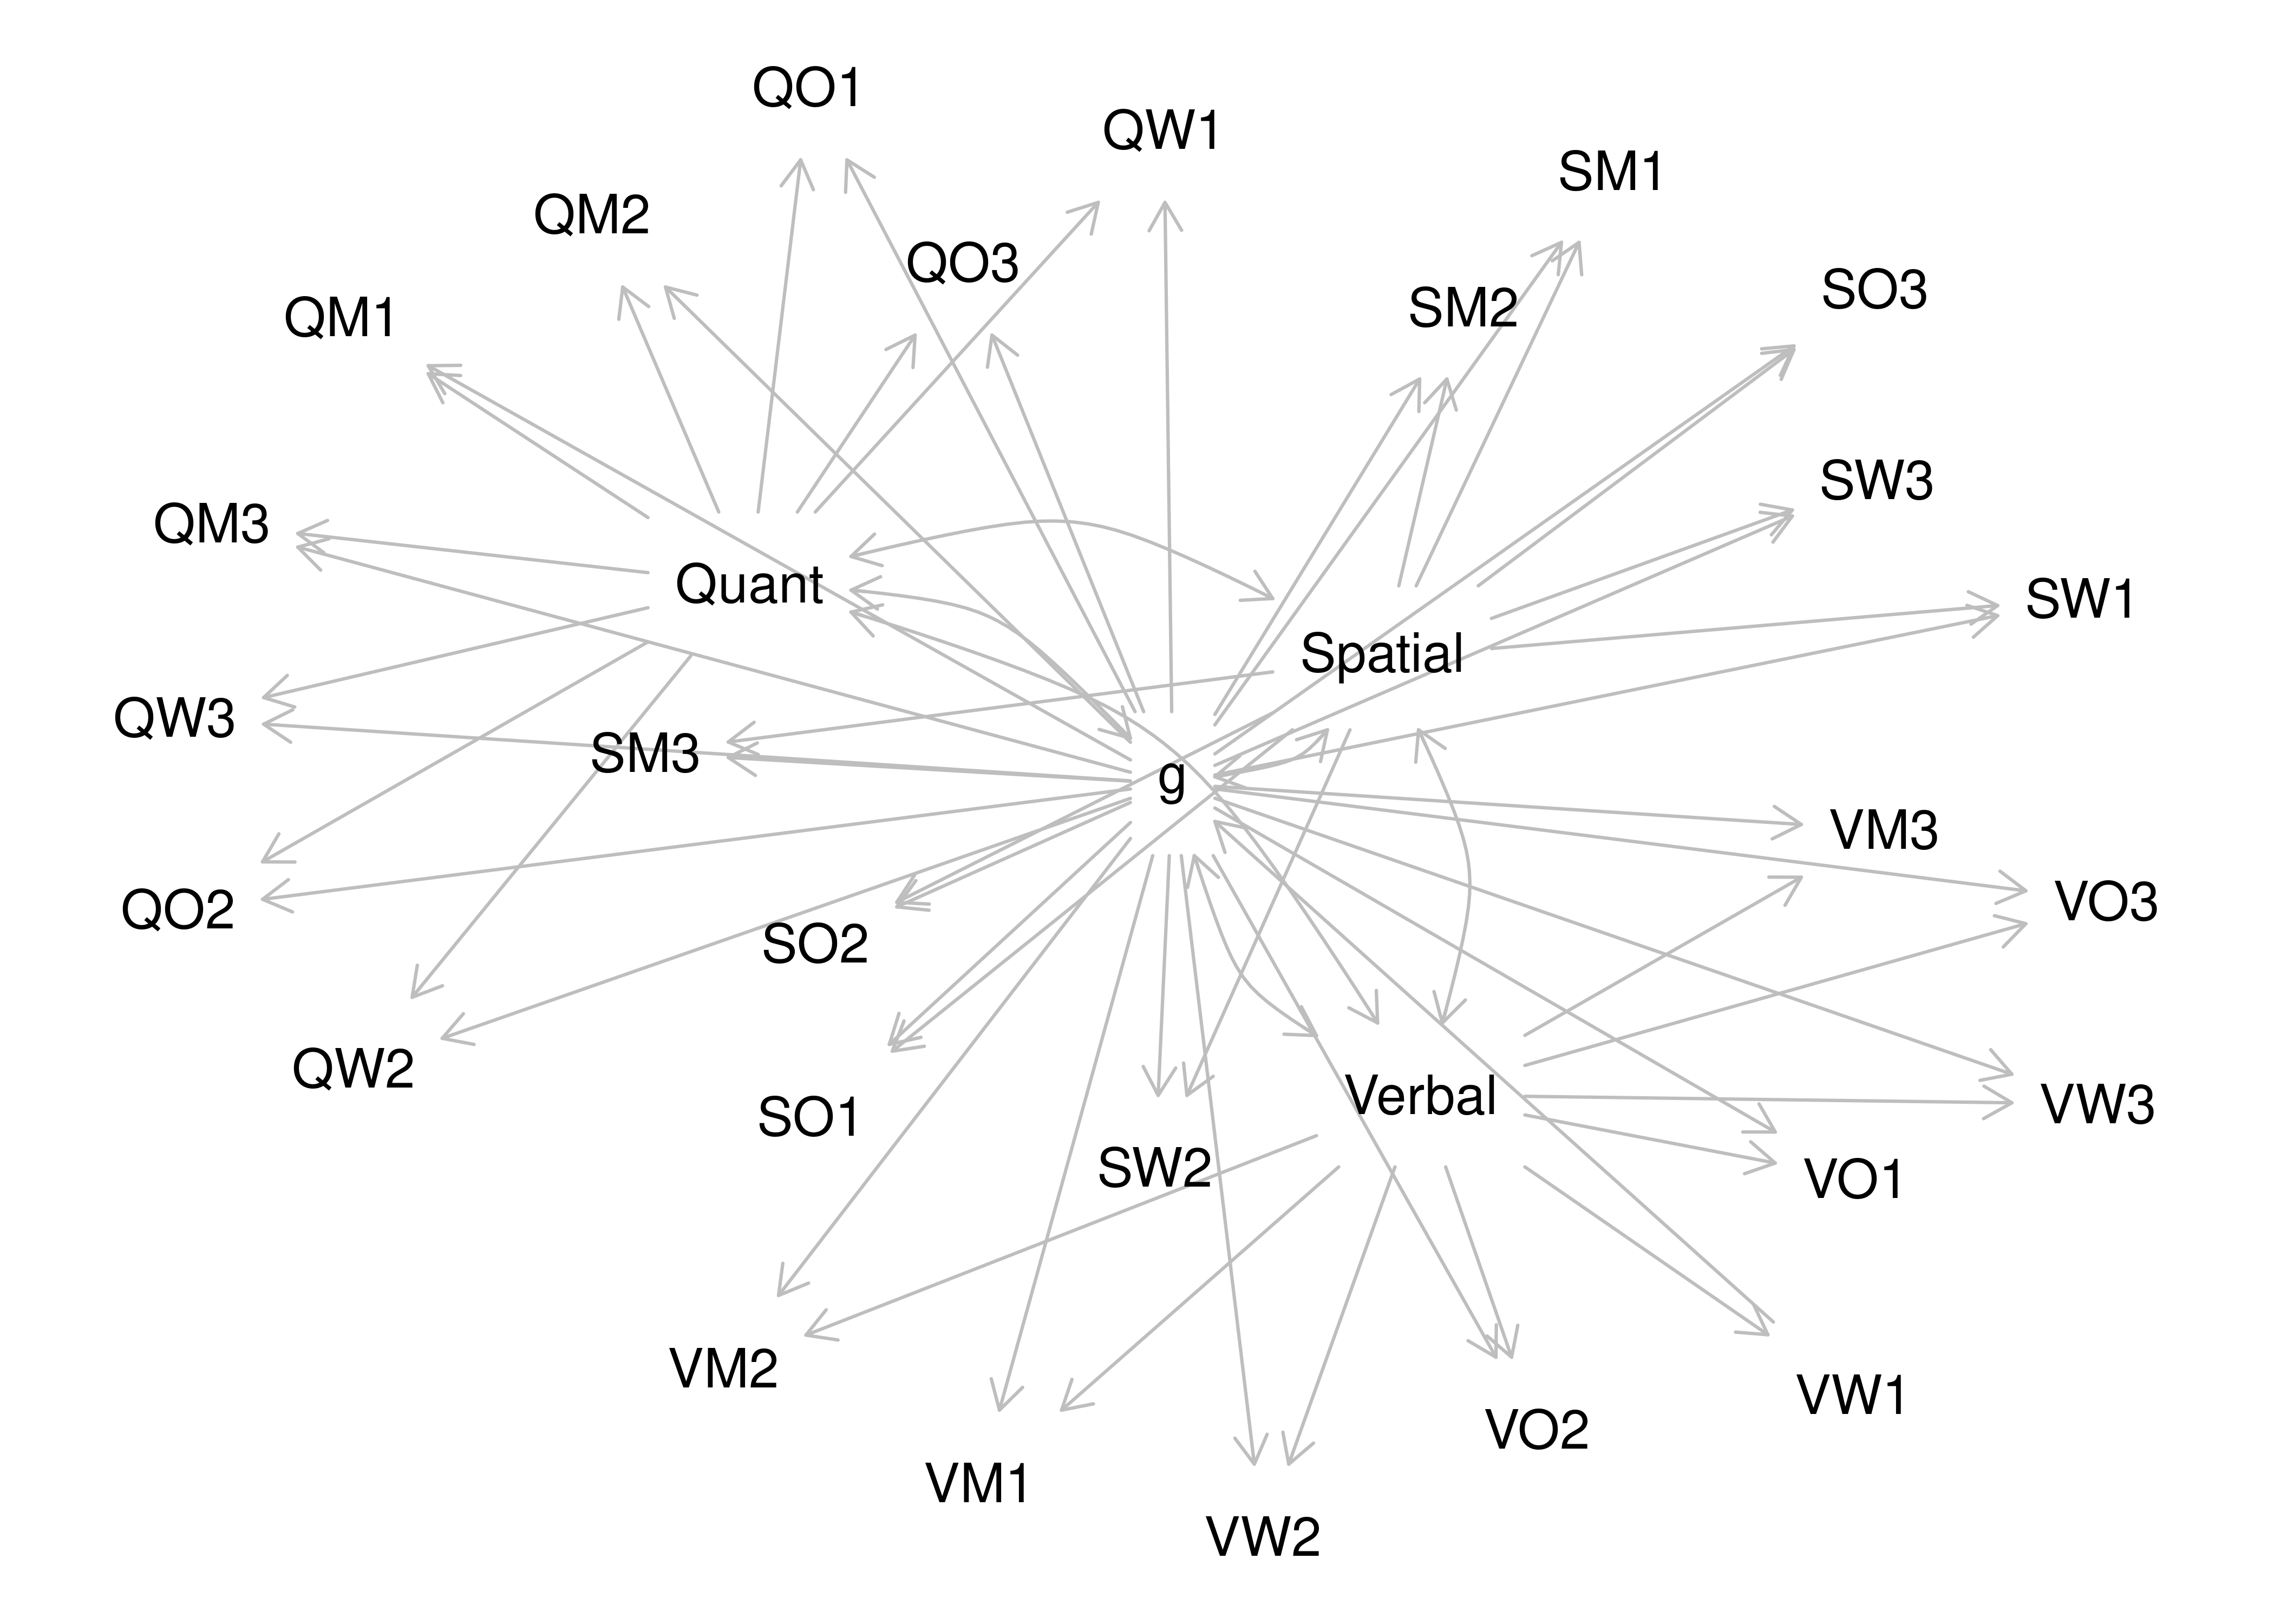 QO1
QW1
SM1
QM2
QO3
SO3
SM2
QM1
SW3
QM3
Quant
SW1
Spatial
QW3
SM3
g
VM3
VO3
QO2
SO2
QW2
Verbal
VW3
SO1
SW2
VO1
VM2
VW1
VO2
VM1
VW2